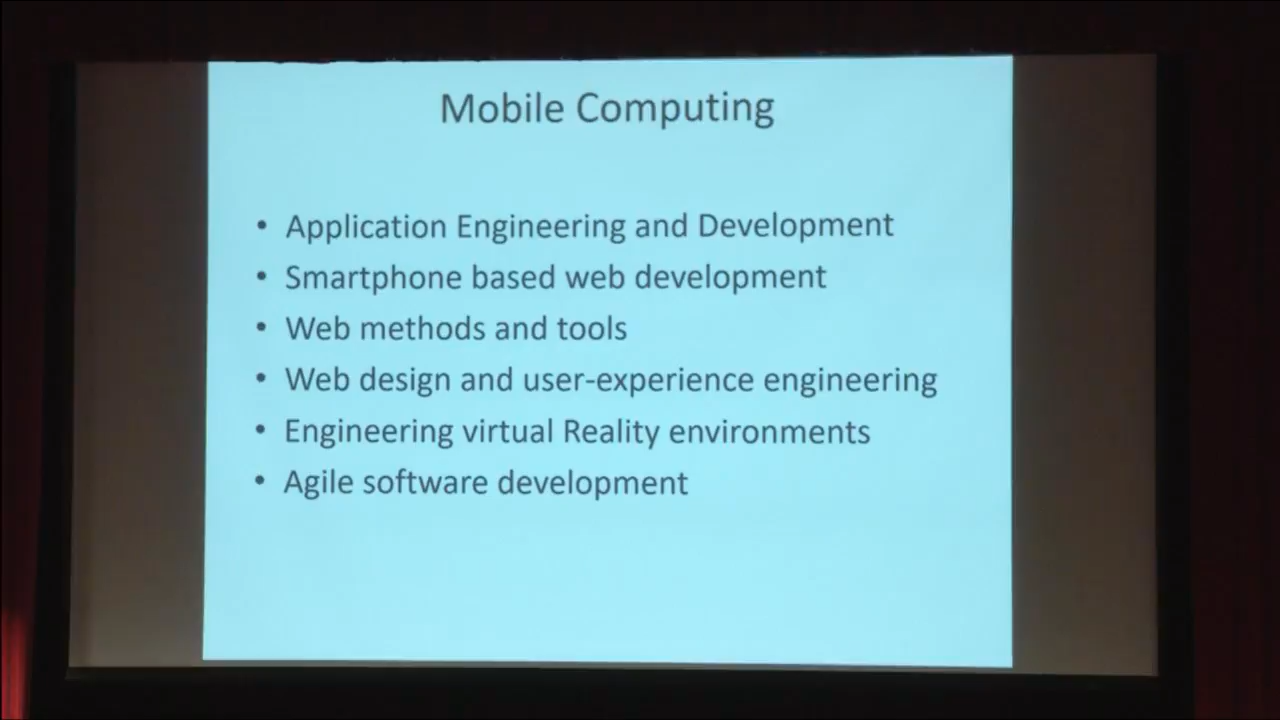 Mobile Computing
• Application Engineering and Development
• Smartphone based web development
• Web methods and tools
• Web design and user-experience engineering
• Engineering virtual Reality environments
• Agile software development